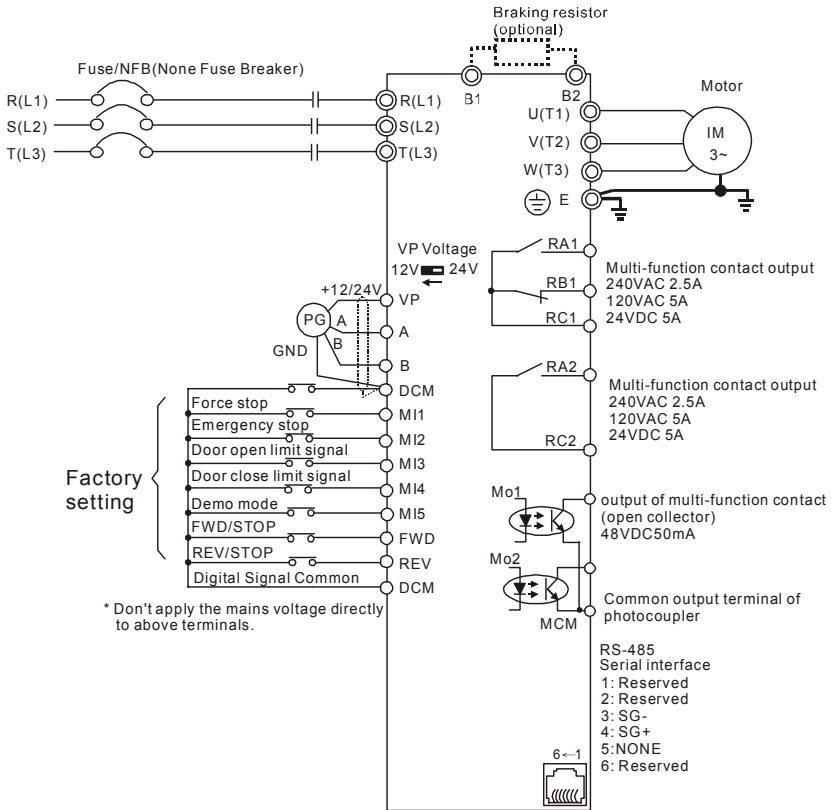 Braking resistor
(optional)
Fuse/NFB(None Fuse Breaker)
R(L1)
S(L2)
T(L3)
R(L1)
S(L2)
T(L3)
B1
B2
Motor
U(T1)
V(T2)
W(T3)
IM
3~
E
VP Voltage
12V 24V
+12/24V
VP
PG
A
A
B
B
GND
DCM
RA1
RB1
RC1
Multi-function contact output
240VAC 2.5A
120VAC 5A
24VDC 5A
RA2
RC2
Multi-function contact output
240VAC 2.5A
120VAC 5A
24VDC 5A
Factory
setting
Force stop
MI1
Emergency stop
MI2
Door open limit signal
MI3
Door close limit signal
MI4
Demo mode
MI5
FWD/STOP
FWD
REV/STOP
REV
Digital Signal Common
DCM
* Don't apply the mains voltage directly
to above terminals.
Mo1
output of multi-function contact
(open collector)
48VDC50mA
Mo2
MCM
Common output terminal of
photocoupler
RS-485
Serial interface
1: Reserved
2: Reserved
3: SG-
4: SG+
5:NONE
6: Reserved
6←1